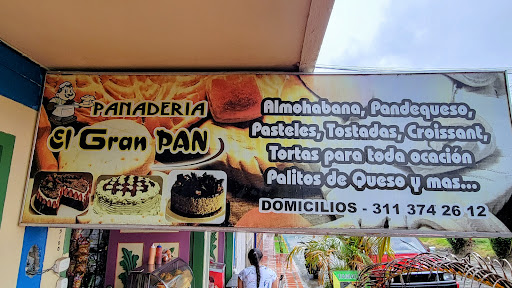 PANADERIA
El Gran PAN
Almohabana, Pandequeso,
Pasteles, Tostadas, Croissant,
Tortas para toda ocación
Palitos de Queso y mas...
DOMICILIOS - 311 374 26 12